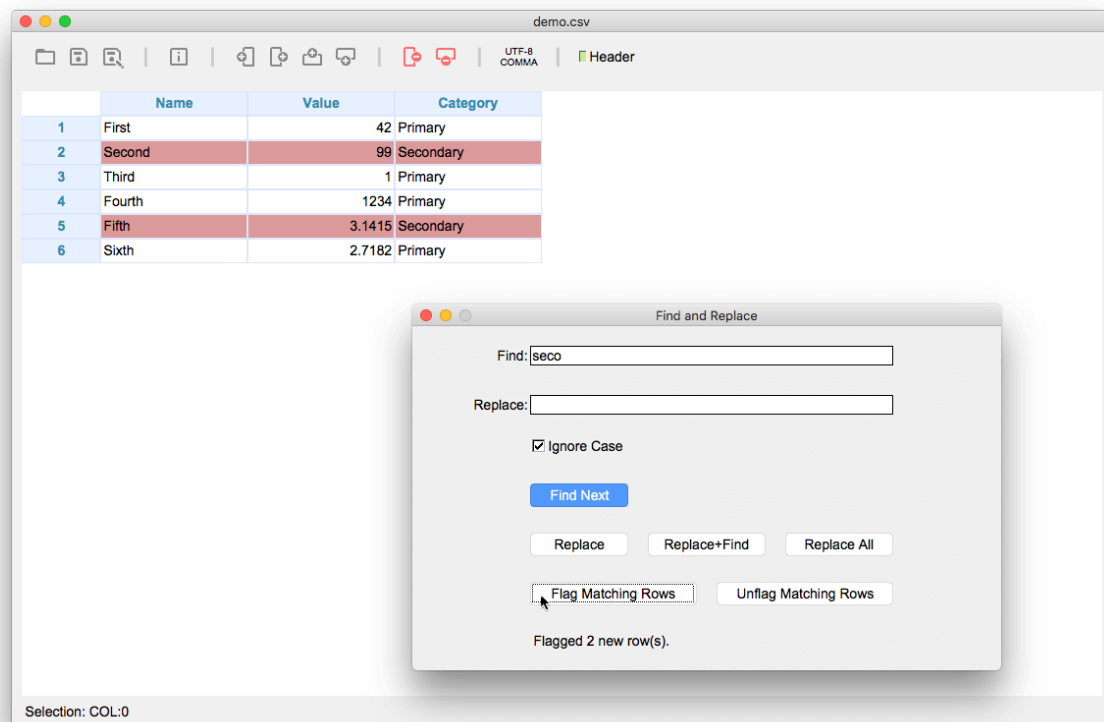 demo.csv
UTF-8
COMMA
Header
Name Value Category
1 First 42 Primary
2 Second 99 Secondary
3 Third 1 Primary
4 Fourth 1234 Primary
5 Fifth 3.1415 Secondary
6 Sixth 2.7182 Primary
Find and Replace
Find: seco
Replace:
Ignore Case
Find Next
Replace Replace+Find Replace All
Flag Matching Rows Unflag Matching Rows
Flagged 2 new row(s).
Selection: COL:0